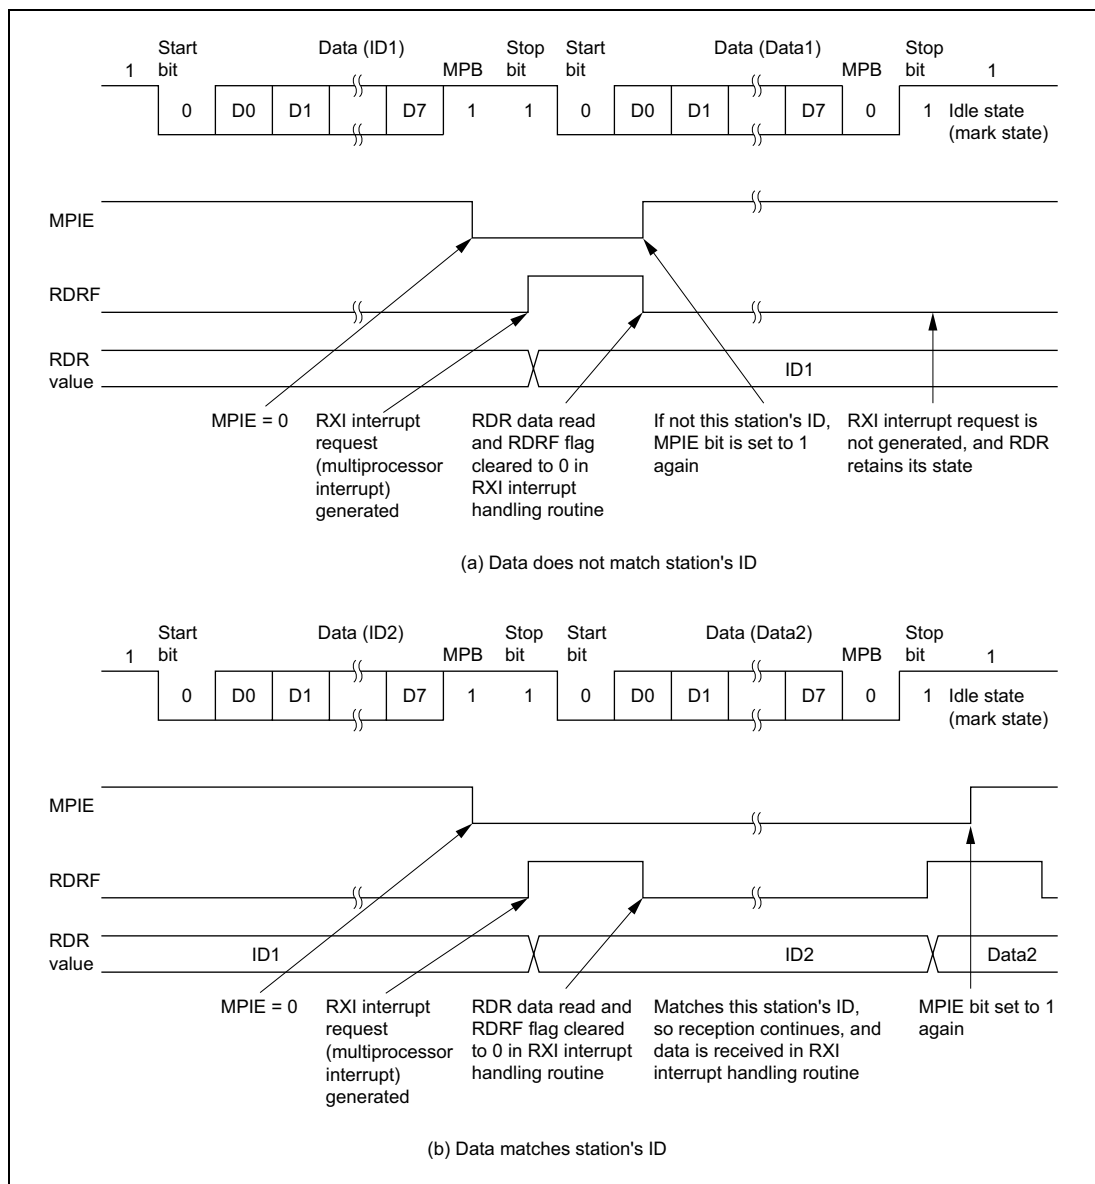 Start bit Data (ID1) MPB Stop bit Start bit Data (Data1) MPB Stop bit
1 0 D0 D1 D7 1 1 0 D0 D1 D7 0 1 1
Idle state
(mark state)
MPIE
RDRF
RDR
value
ID1
MPIE = 0
RXI interrupt
request
(multiprocessor
interrupt)
generated
RDR data read
and RDRF flag
cleared to 0 in
RXI interrupt
handling routine
If not this station's ID,
MPIE bit is set to 1
again
RXI interrupt request is
not generated, and RDR
retains its state
(a) Data does not match station's ID
Start bit Data (ID2) MPB Stop bit Start bit Data (Data2) MPB Stop bit
1 0 D0 D1 D7 1 1 0 D0 D1 D7 0 1 1
Idle state
(mark state)
MPIE
RDRF
RDR
value
ID1 ID2 Data2
MPIE = 0
RXI interrupt
request
(multiprocessor
interrupt)
generated
RDR data read and
RDRF flag cleared
to 0 in RXI interrupt
handling routine
Matches this station's ID,
so reception continues, and
data is received in RXI
interrupt handling routine
MPIE bit set to 1
again
(b) Data matches station's ID